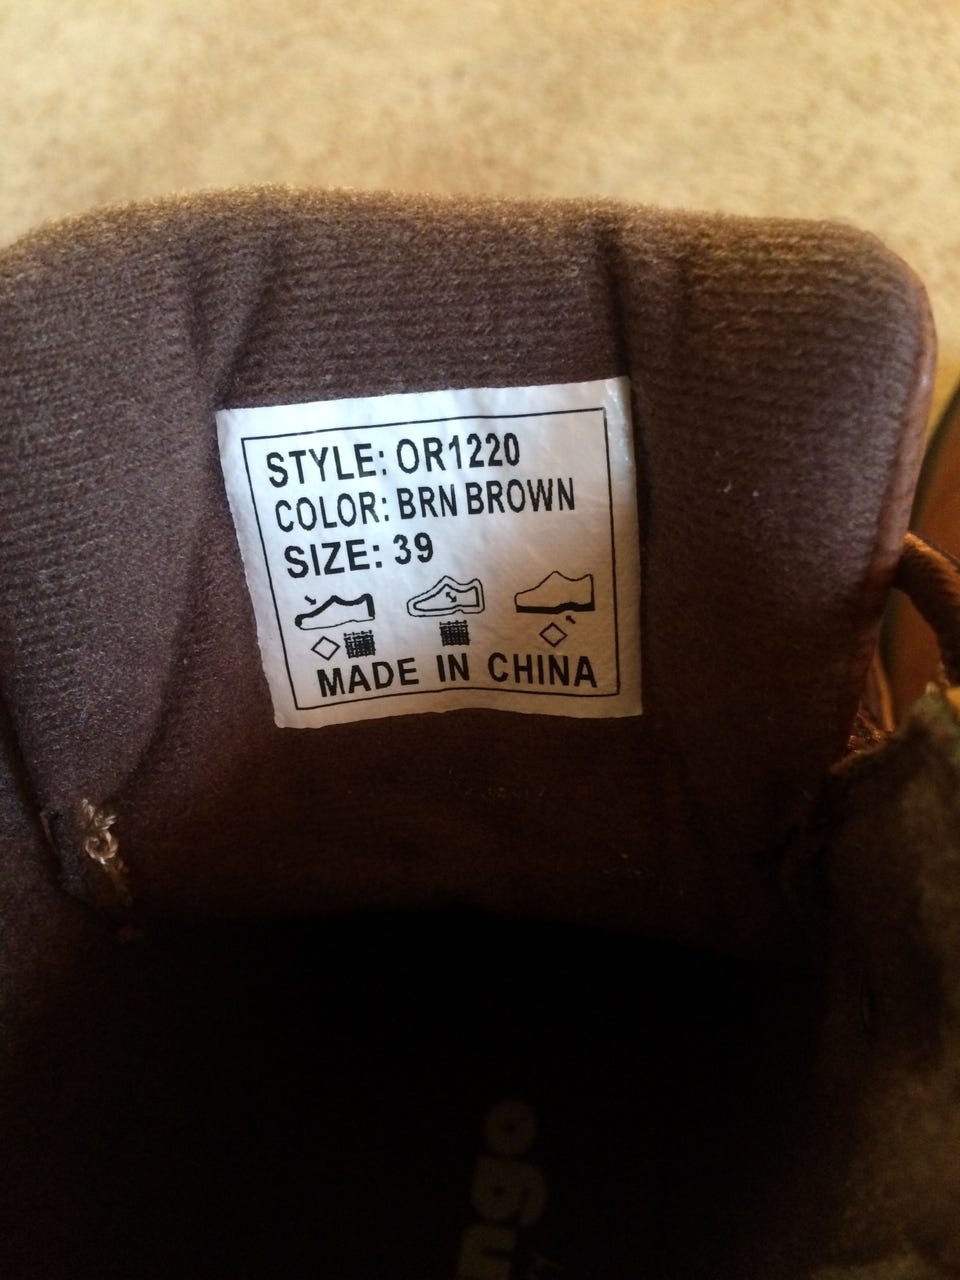 STYLE: OR1220
COLOR: BRN BROWN
SIZE: 39
MADE IN CHINA